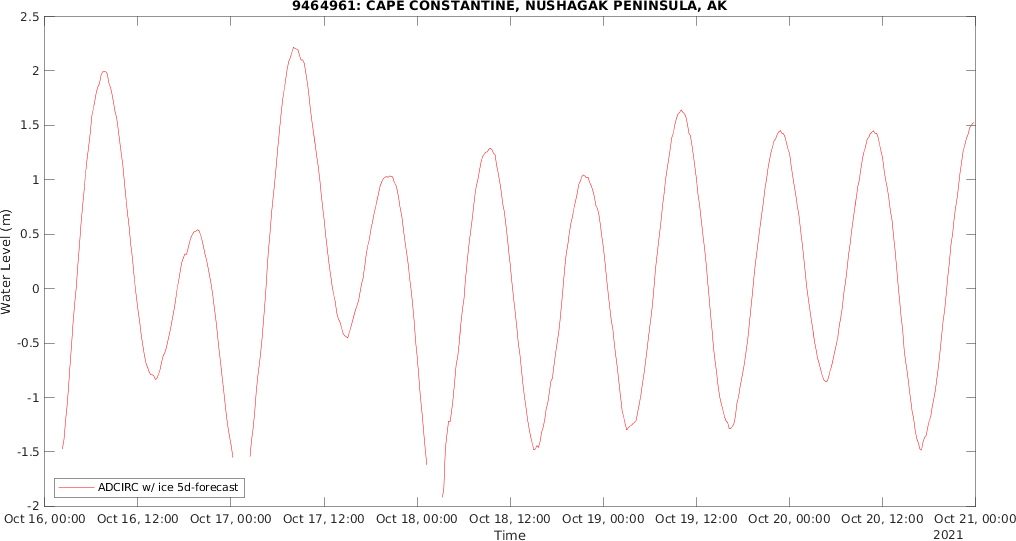 9464961: CAPE CONSTANTINE, NUSHAGAK PENINSULA, AK
2.5
2
1.5
1
0.5
0
-0.5
-1
-1.5
-2
Water Level (m)
ADCIRC w/ ice 5d-forecast
Oct 16, 00:00 Oct 16, 12:00 Oct 17, 00:00 Oct 17, 12:00 Oct 18, 00:00 Oct 18, 12:00 Oct 19, 00:00 Oct 19, 12:00 Oct 20, 00:00 Oct 20, 12:00 Oct 21, 00:00
Time
2021